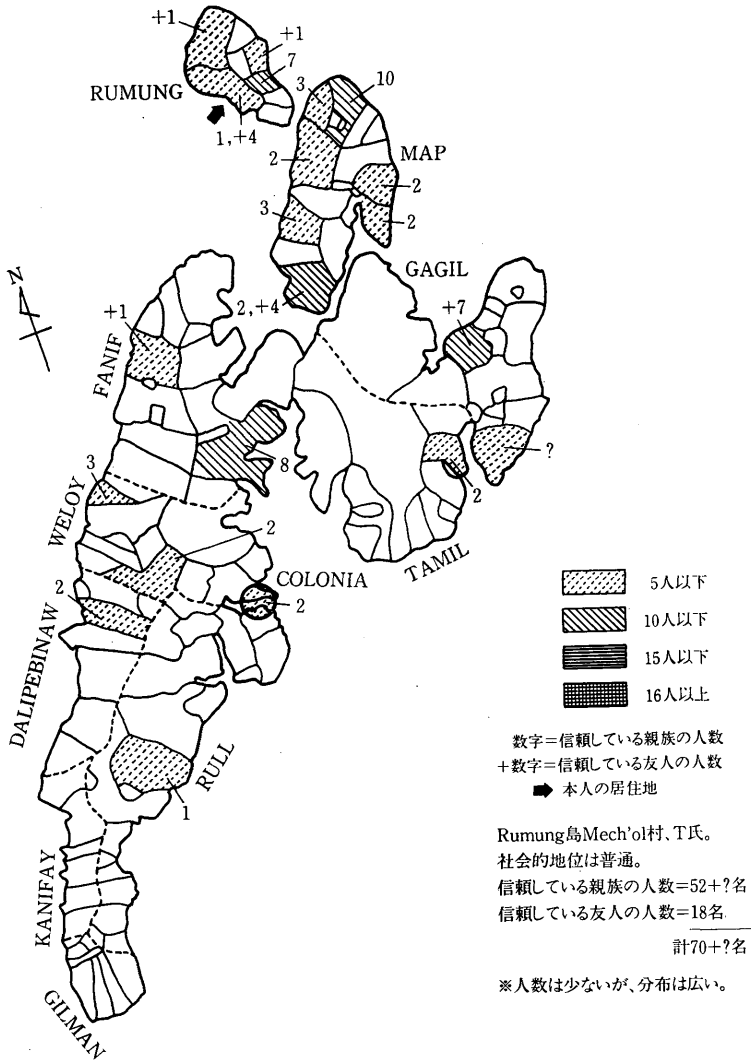 +1
+1
7
RUMUNG
1,+4
10
3
MAP
2
2
3
2
2,+4
GAGIL
N
+7
+1
FANIF
8
?
2
3
WELOY
2
TAMIL
COLONIA
2
2
DALIPEBINAW
RULL
1
KANIFAY
GILMAN
5人以下
10人以下
15人以下
16人以上
数字=信頼している親族の人数
+数字=信頼している友人の人数
本人の居住地
Rumung島Mech'ol村、T氏。
社会的地位は普通。
信頼している親族の人数=52+?名
信頼している友人の人数=18名
計70+?名
※人数は少ないが、分布は広い。